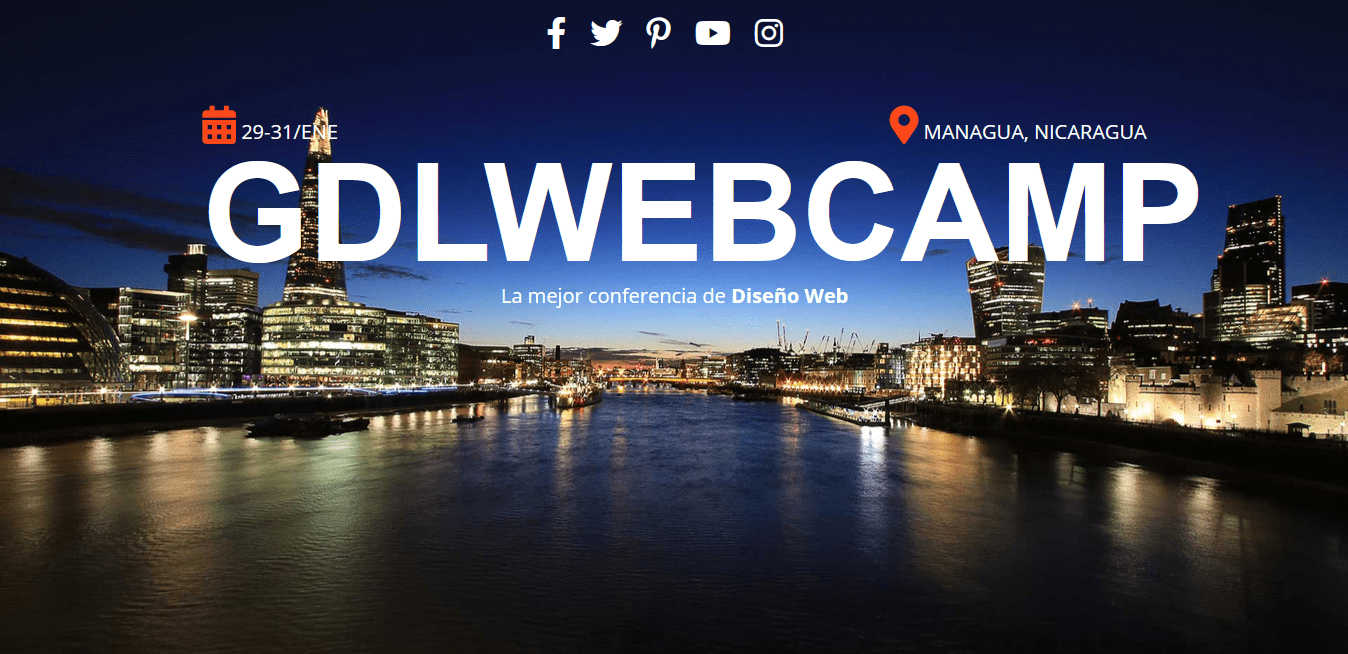 29-31/ENE
MANAGUA, NICARAGUA
GDLWEBCAMP
La mejor conferencia de Diseño Web